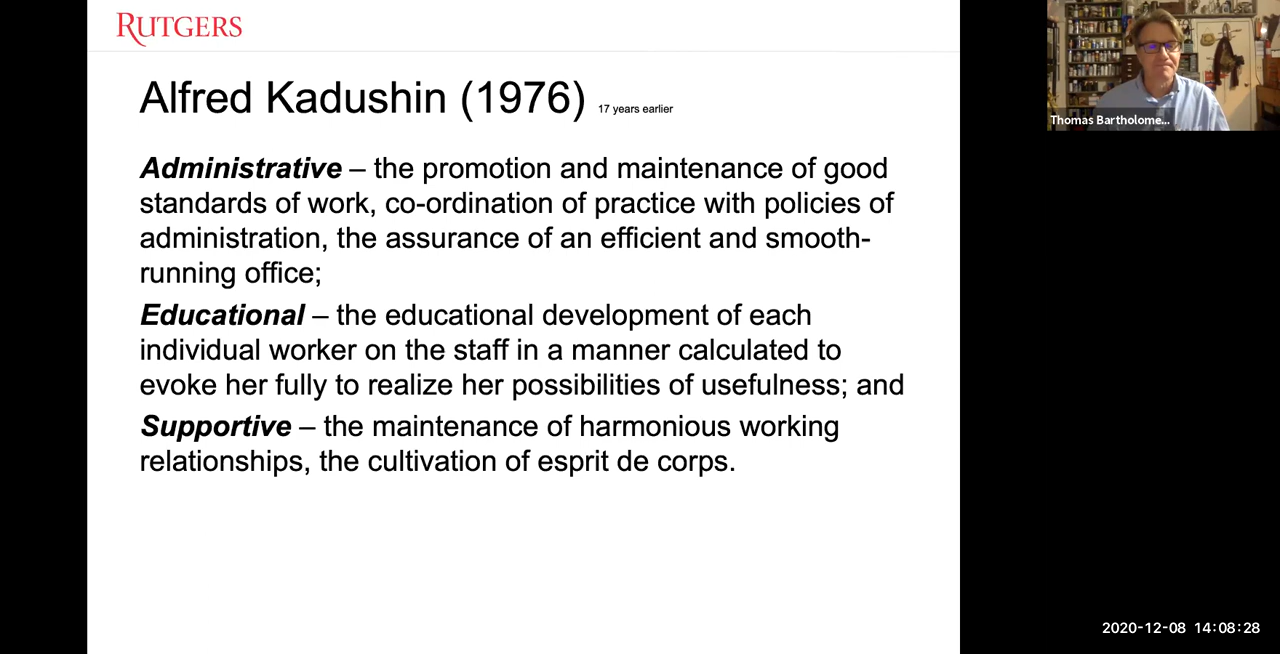 RUTGERS
Alfred Kadushin (1976) 17 years earlier
Administrative – the promotion and maintenance of good
standards of work, co-ordination of practice with policies of
administration, the assurance of an efficient and smooth-
running office;
Educational – the educational development of each
individual worker on the staff in a manner calculated to
evoke her fully to realize her possibilities of usefulness; and
Supportive – the maintenance of harmonious working
relationships, the cultivation of esprit de corps.
Thomas Bartholome...
2020-12-08 14:08:28